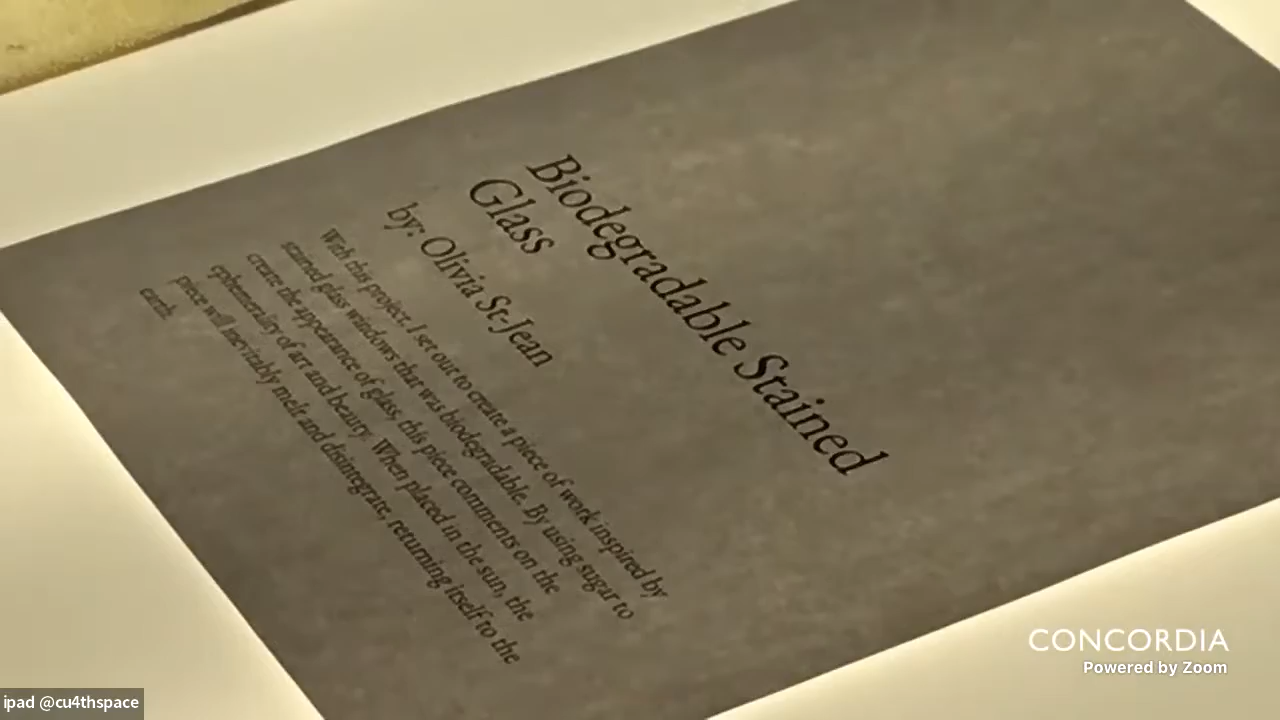 Biodegradable Stained
Glass
by: Olivia St-Jean
With this project, I set out to create a piece of work inspired by
stained glass windows that was biodegradable. By using sugar to
create the appearance of glass, this piece comments on the
ephemerality of art and beauty. When placed in the sun, the
piece will inevitably melt and disintegrate, returning itself to the
earth.
CONCORDIA
Powered by Zoom
ipad @cu4thspace